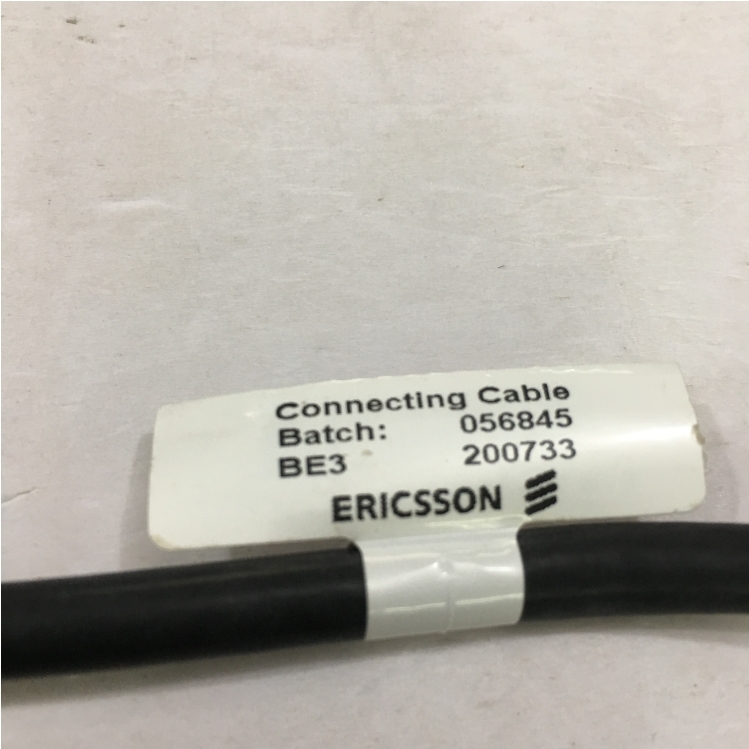 Connecting Cable
Batch: 056845
BE3 200733
ERICSSON